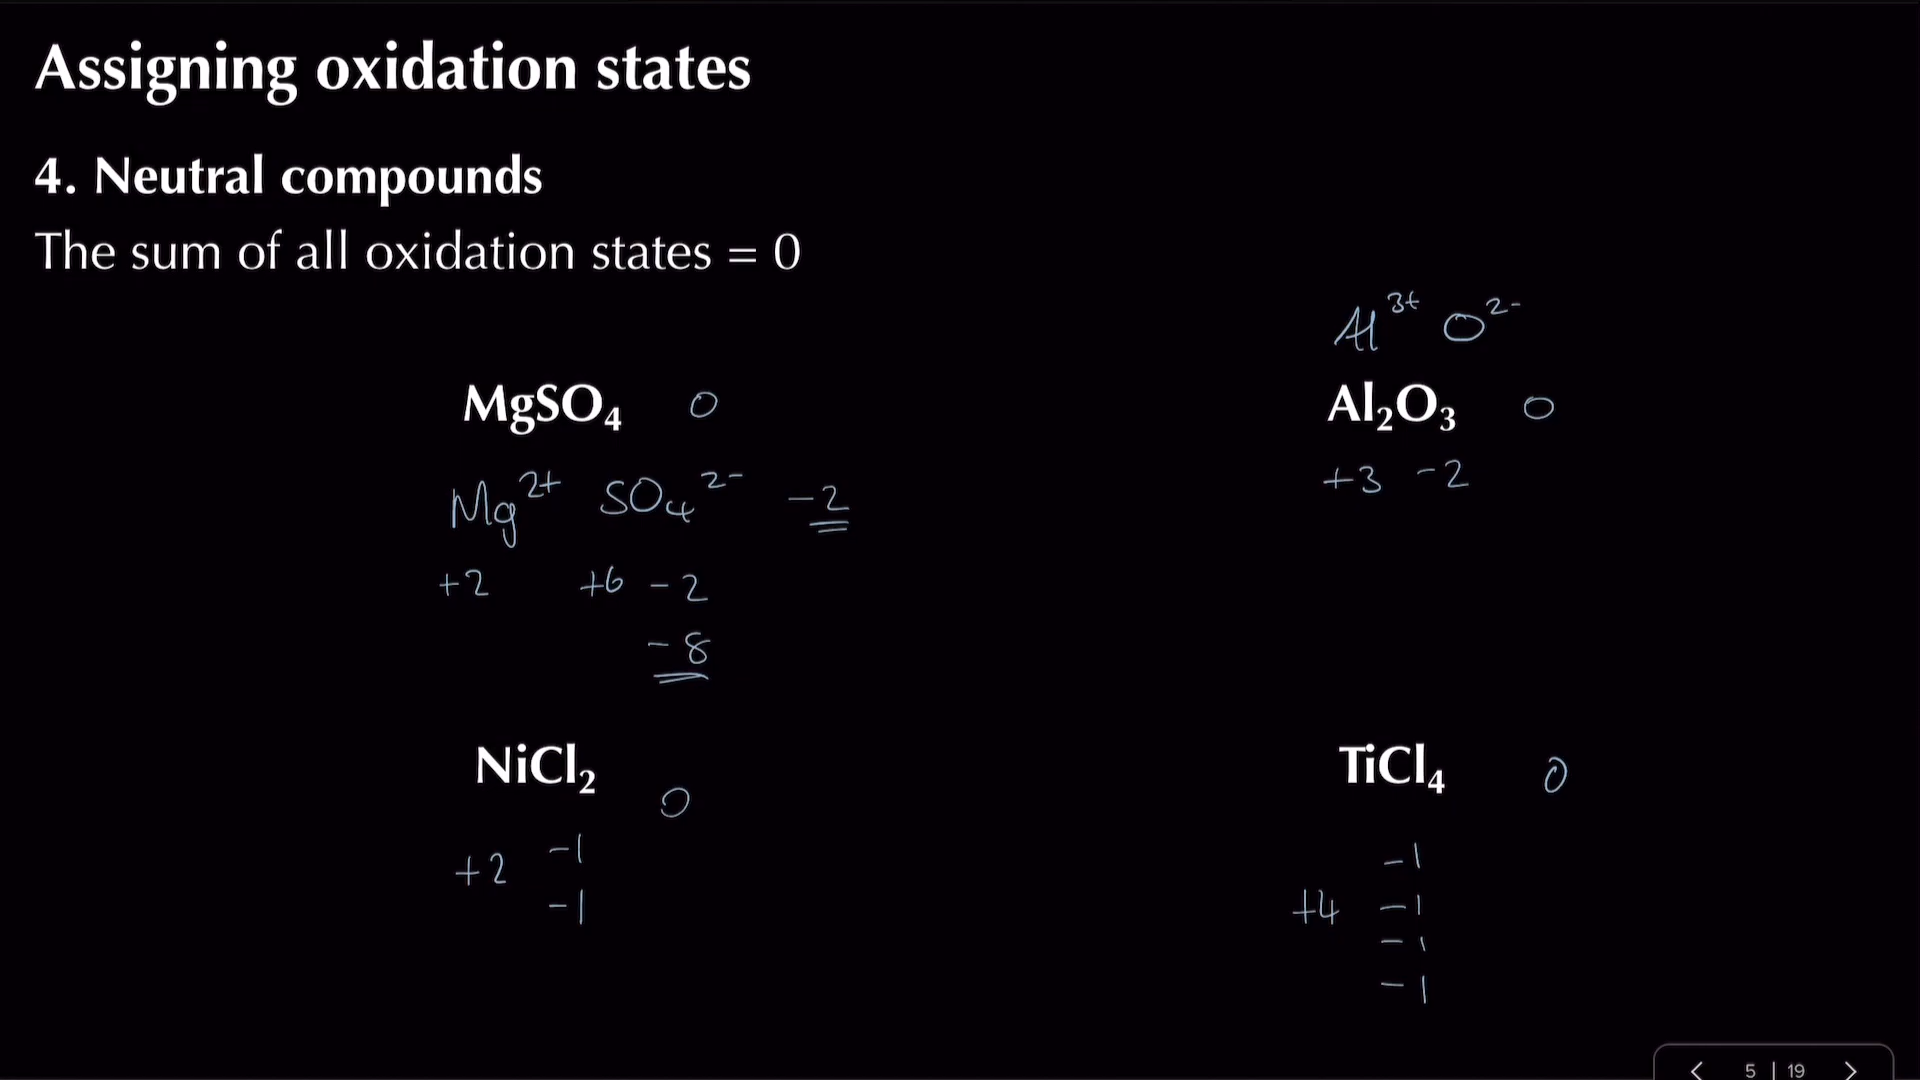 Assigning oxidation states
4. Neutral compounds
The sum of all oxidation states = 0
MgSO₄ 0
Mg²⁺ SO₄²⁻ -2
+2 +6 -2
-8
Al³⁺ O²⁻
Al₂O₃ 0
+3 -2
NiCl₂ 0
-1
+2
-1
TiCl₄ 0
-1
+4 -1
-1
-1
5 | 19